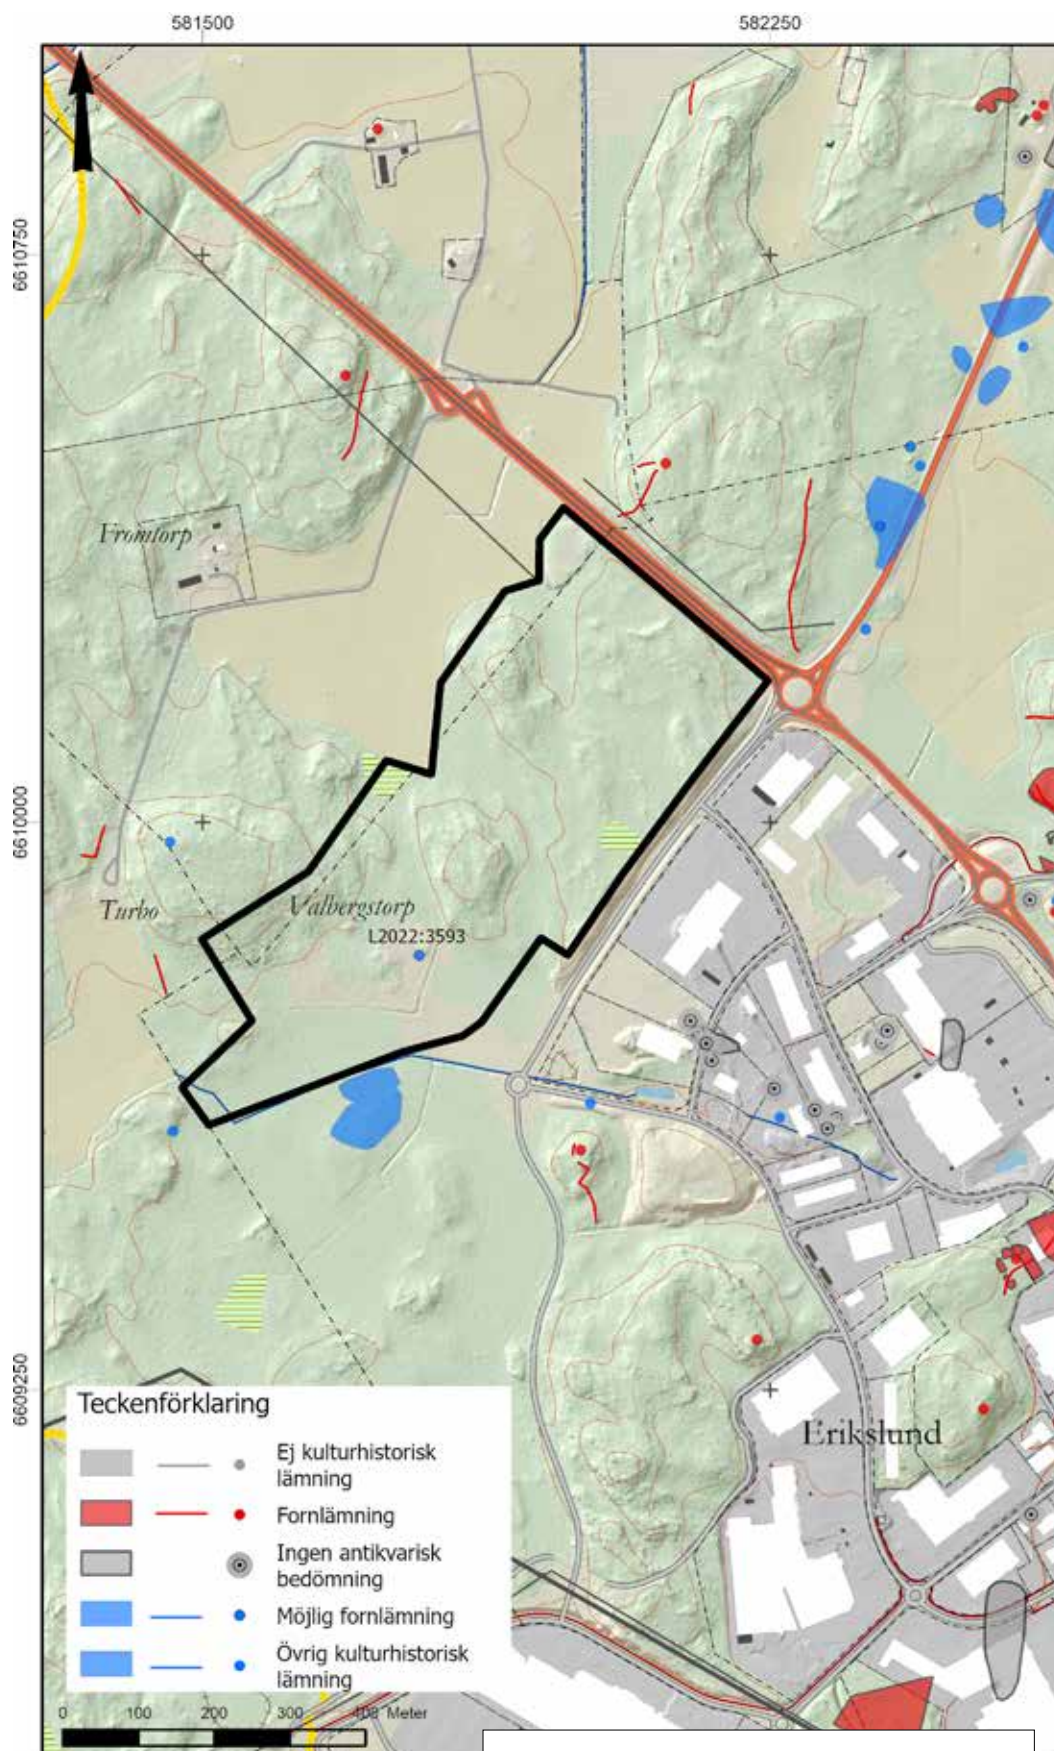 581500
582250
6610750
Fromtorp
6610000
Valbergstorp
Turbo
L2022:3593
6609250
Erikslund
Teckenförklaring
Ej kulturhistorisk
lämning
Fornlämning
Ingen antikvarisk
bedömning
Möjlig fornlämning
Övrig kulturhistorisk
lämning
0 100 200 300 408 Meter